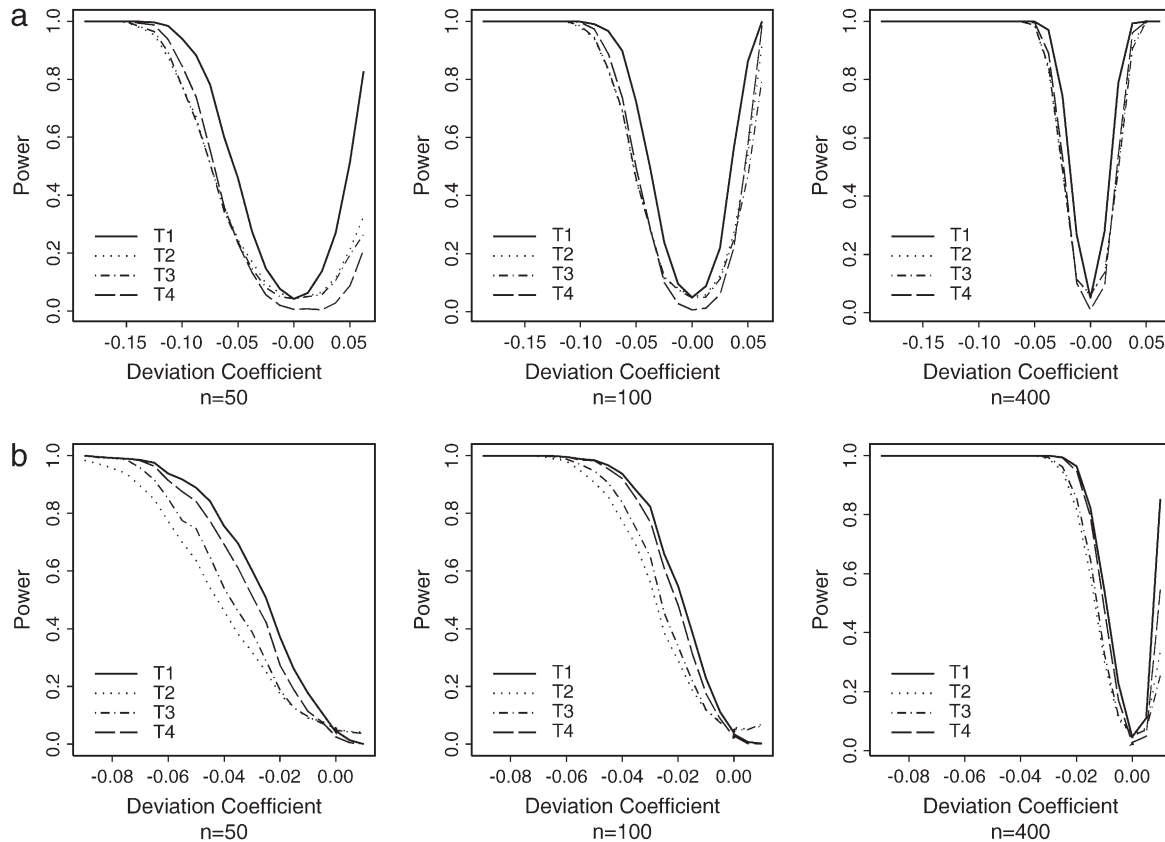 a
Power
1.0
0.8
0.6
0.4
0.2
0.0
T1
T2
T3
T4
-0.15 -0.10 -0.05 -0.00 0.05
Deviation Coefficient
n=50
Power
1.0
0.8
0.6
0.4
0.2
0.0
T1
T2
T3
T4
-0.15 -0.10 -0.05 -0.00 0.05
Deviation Coefficient
n=100
Power
1.0
0.8
0.6
0.4
0.2
0.0
T1
T2
T3
T4
-0.15 -0.10 -0.05 -0.00 0.05
Deviation Coefficient
n=400
b
Power
1.0
0.8
0.6
0.4
0.2
0.0
T1
T2
T3
T4
-0.08 -0.06 -0.04 -0.02 0.00
Deviation Coefficient
n=50
Power
1.0
0.8
0.6
0.4
0.2
0.0
T1
T2
T3
T4
-0.08 -0.06 -0.04 -0.02 0.00
Deviation Coefficient
n=100
Power
1.0
0.8
0.6
0.4
0.2
0.0
T1
T2
T3
T4
-0.08 -0.06 -0.04 -0.02 0.00
Deviation Coefficient
n=400